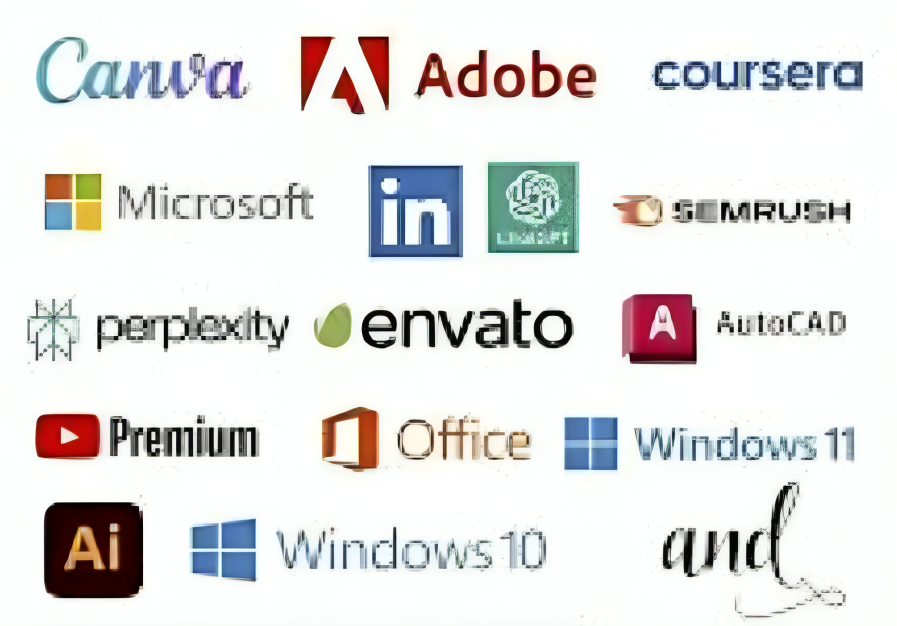 Canva Adobe coursera
Microsoft in SEMRUSH
perplexity envato A AutoCAD
Premium Office Windows 11
Ai Windows 10 and